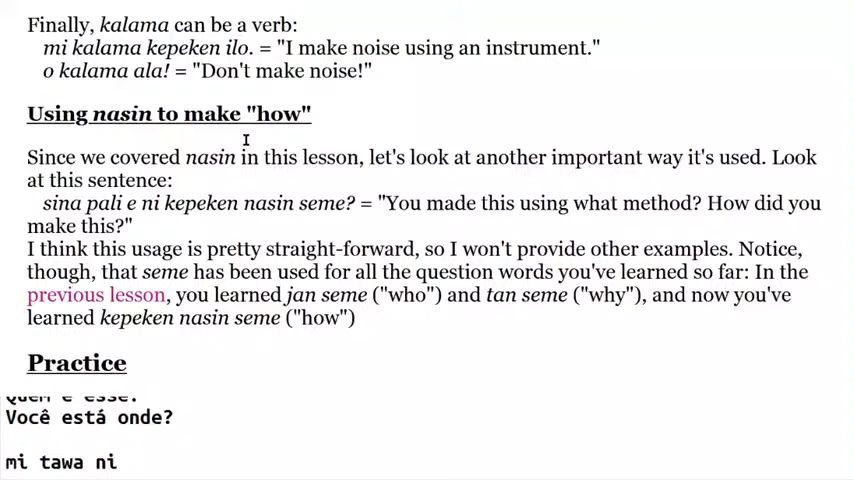 Finally, kalama can be a verb:
mi kalama kepeken ilo. = "I make noise using an instrument."
o kalama ala! = "Don't make noise!"
Using nasin to make "how"
Since we covered nasin in this lesson, let's look at another important way it's used. Look
at this sentence:
sina pali e ni kepeken nasin seme? = "You made this using what method? How did you
make this?"
I think this usage is pretty straight-forward, so I won't provide other examples. Notice,
though, that seme has been used for all the question words you've learned so far: In the
previous lesson, you learned jan seme ("who") and tan seme ("why"), and now you've
learned kepeken nasin seme ("how")
Practice
Você está onde?
mi tawa ni